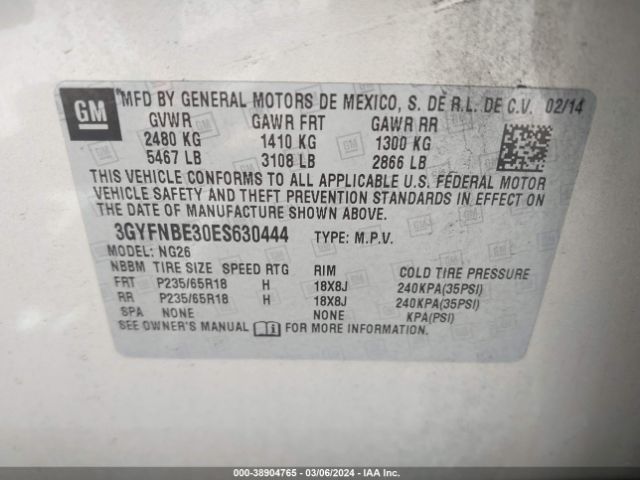 GM
MFD BY GENERAL MOTORS DE MEXICO, S. DE R.L. DE C.V. 02/14
GVWR GAWR FRT GAWR RR
2480 KG 1410 KG 1300 KG
5467 LB 3108 LB 2866 LB
THIS VEHICLE CONFORMS TO ALL APPLICABLE U.S. FEDERAL MOTOR
VEHICLE SAFETY AND THEFT PREVENTION STANDARDS IN EFFECT ON
THE DATE OF MANUFACTURE SHOWN ABOVE.
3GYFNBE30ES630444 TYPE: M.P.V.
MODEL: NG26
NBBM TIRE SIZE SPEED RTG RIM COLD TIRE PRESSURE
FRT P235/65R18 H 18X8J 240KPA(35PSI)
RR P235/65R18 H 18X8J 240KPA(35PSI)
SPA NONE NONE KPA(PSI)
SEE OWNER'S MANUAL FOR MORE INFORMATION.
000-38904765 - 03/06/2024 - IAA Inc.